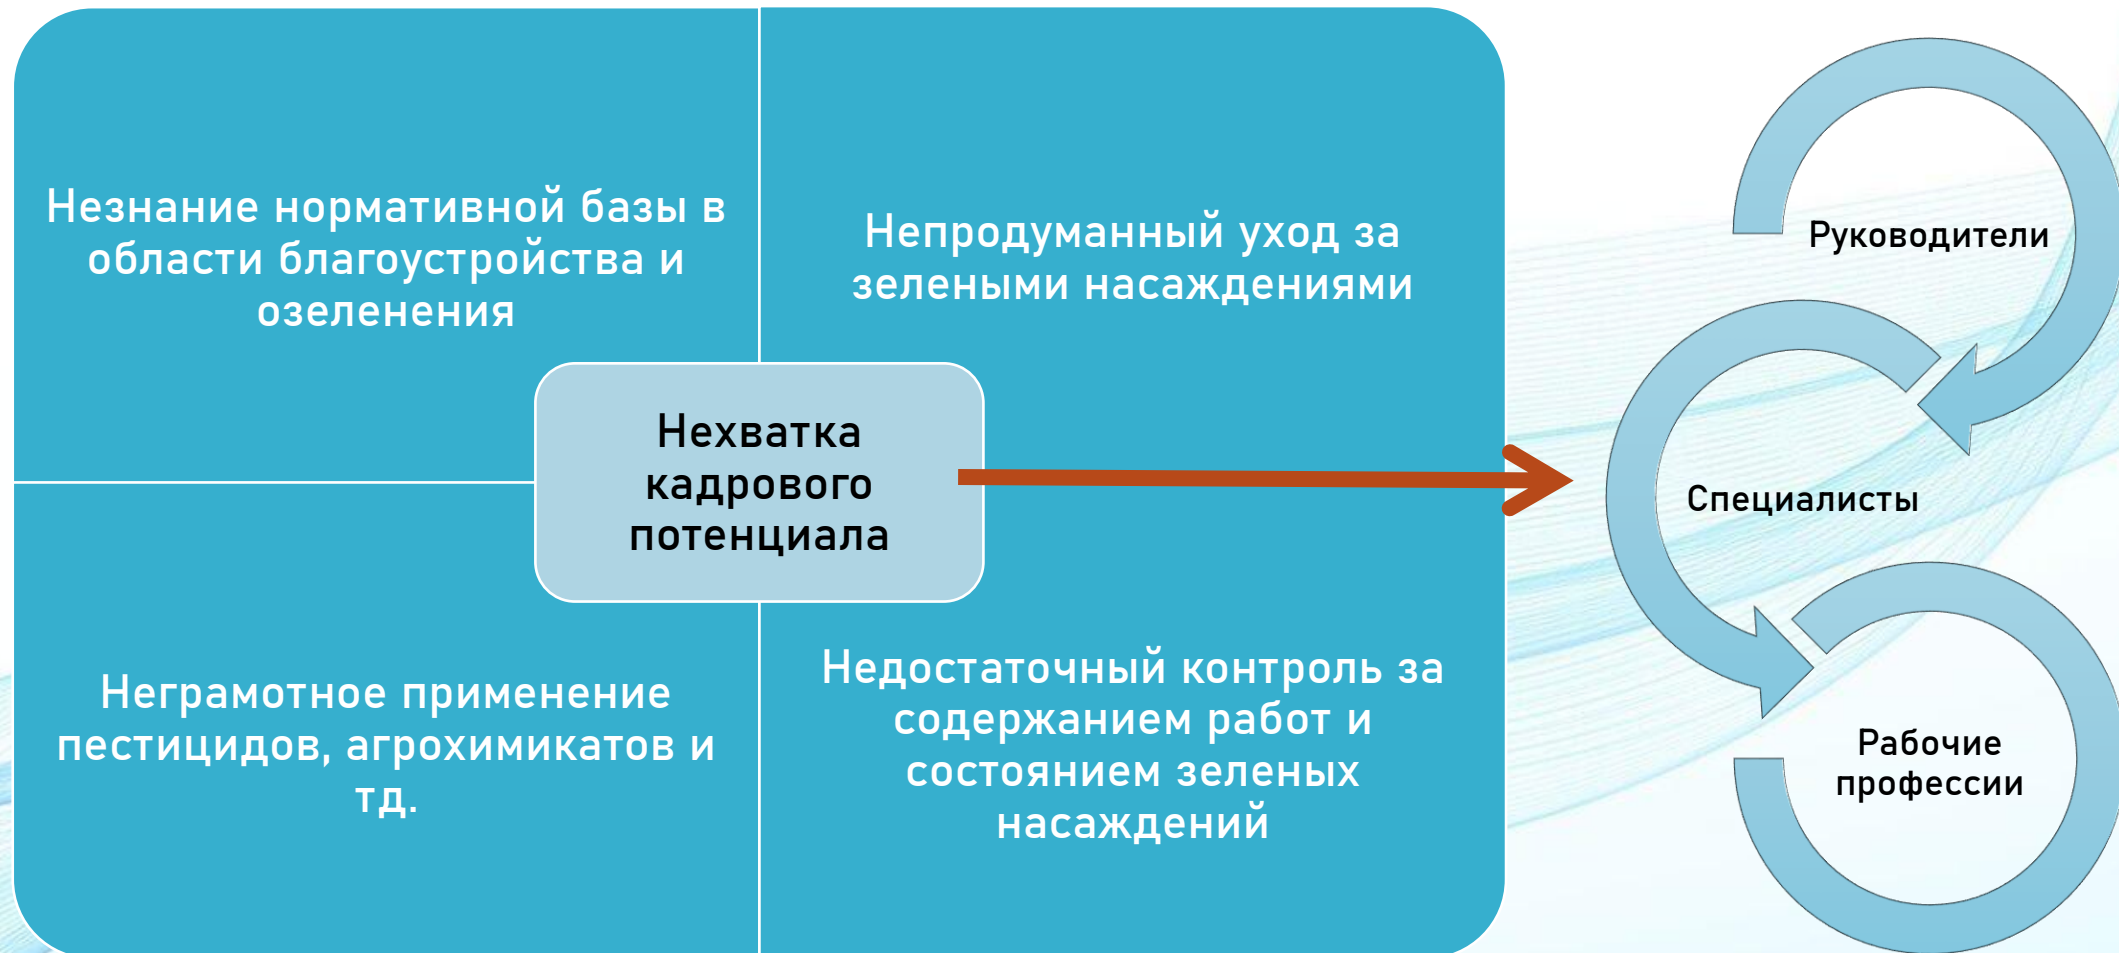 Незнание нормативной базы в
области благоустройства и
озеленения
Непродуманный уход за
зелеными насаждениями
Нехватка
кадрового
потенциала
Неграмотное применение
пестицидов, агрохимикатов и
тд.
Недостаточный контроль за
содержанием работ и
состоянием зеленых
насаждений
Руководители
Специалисты
Рабочие
профессии